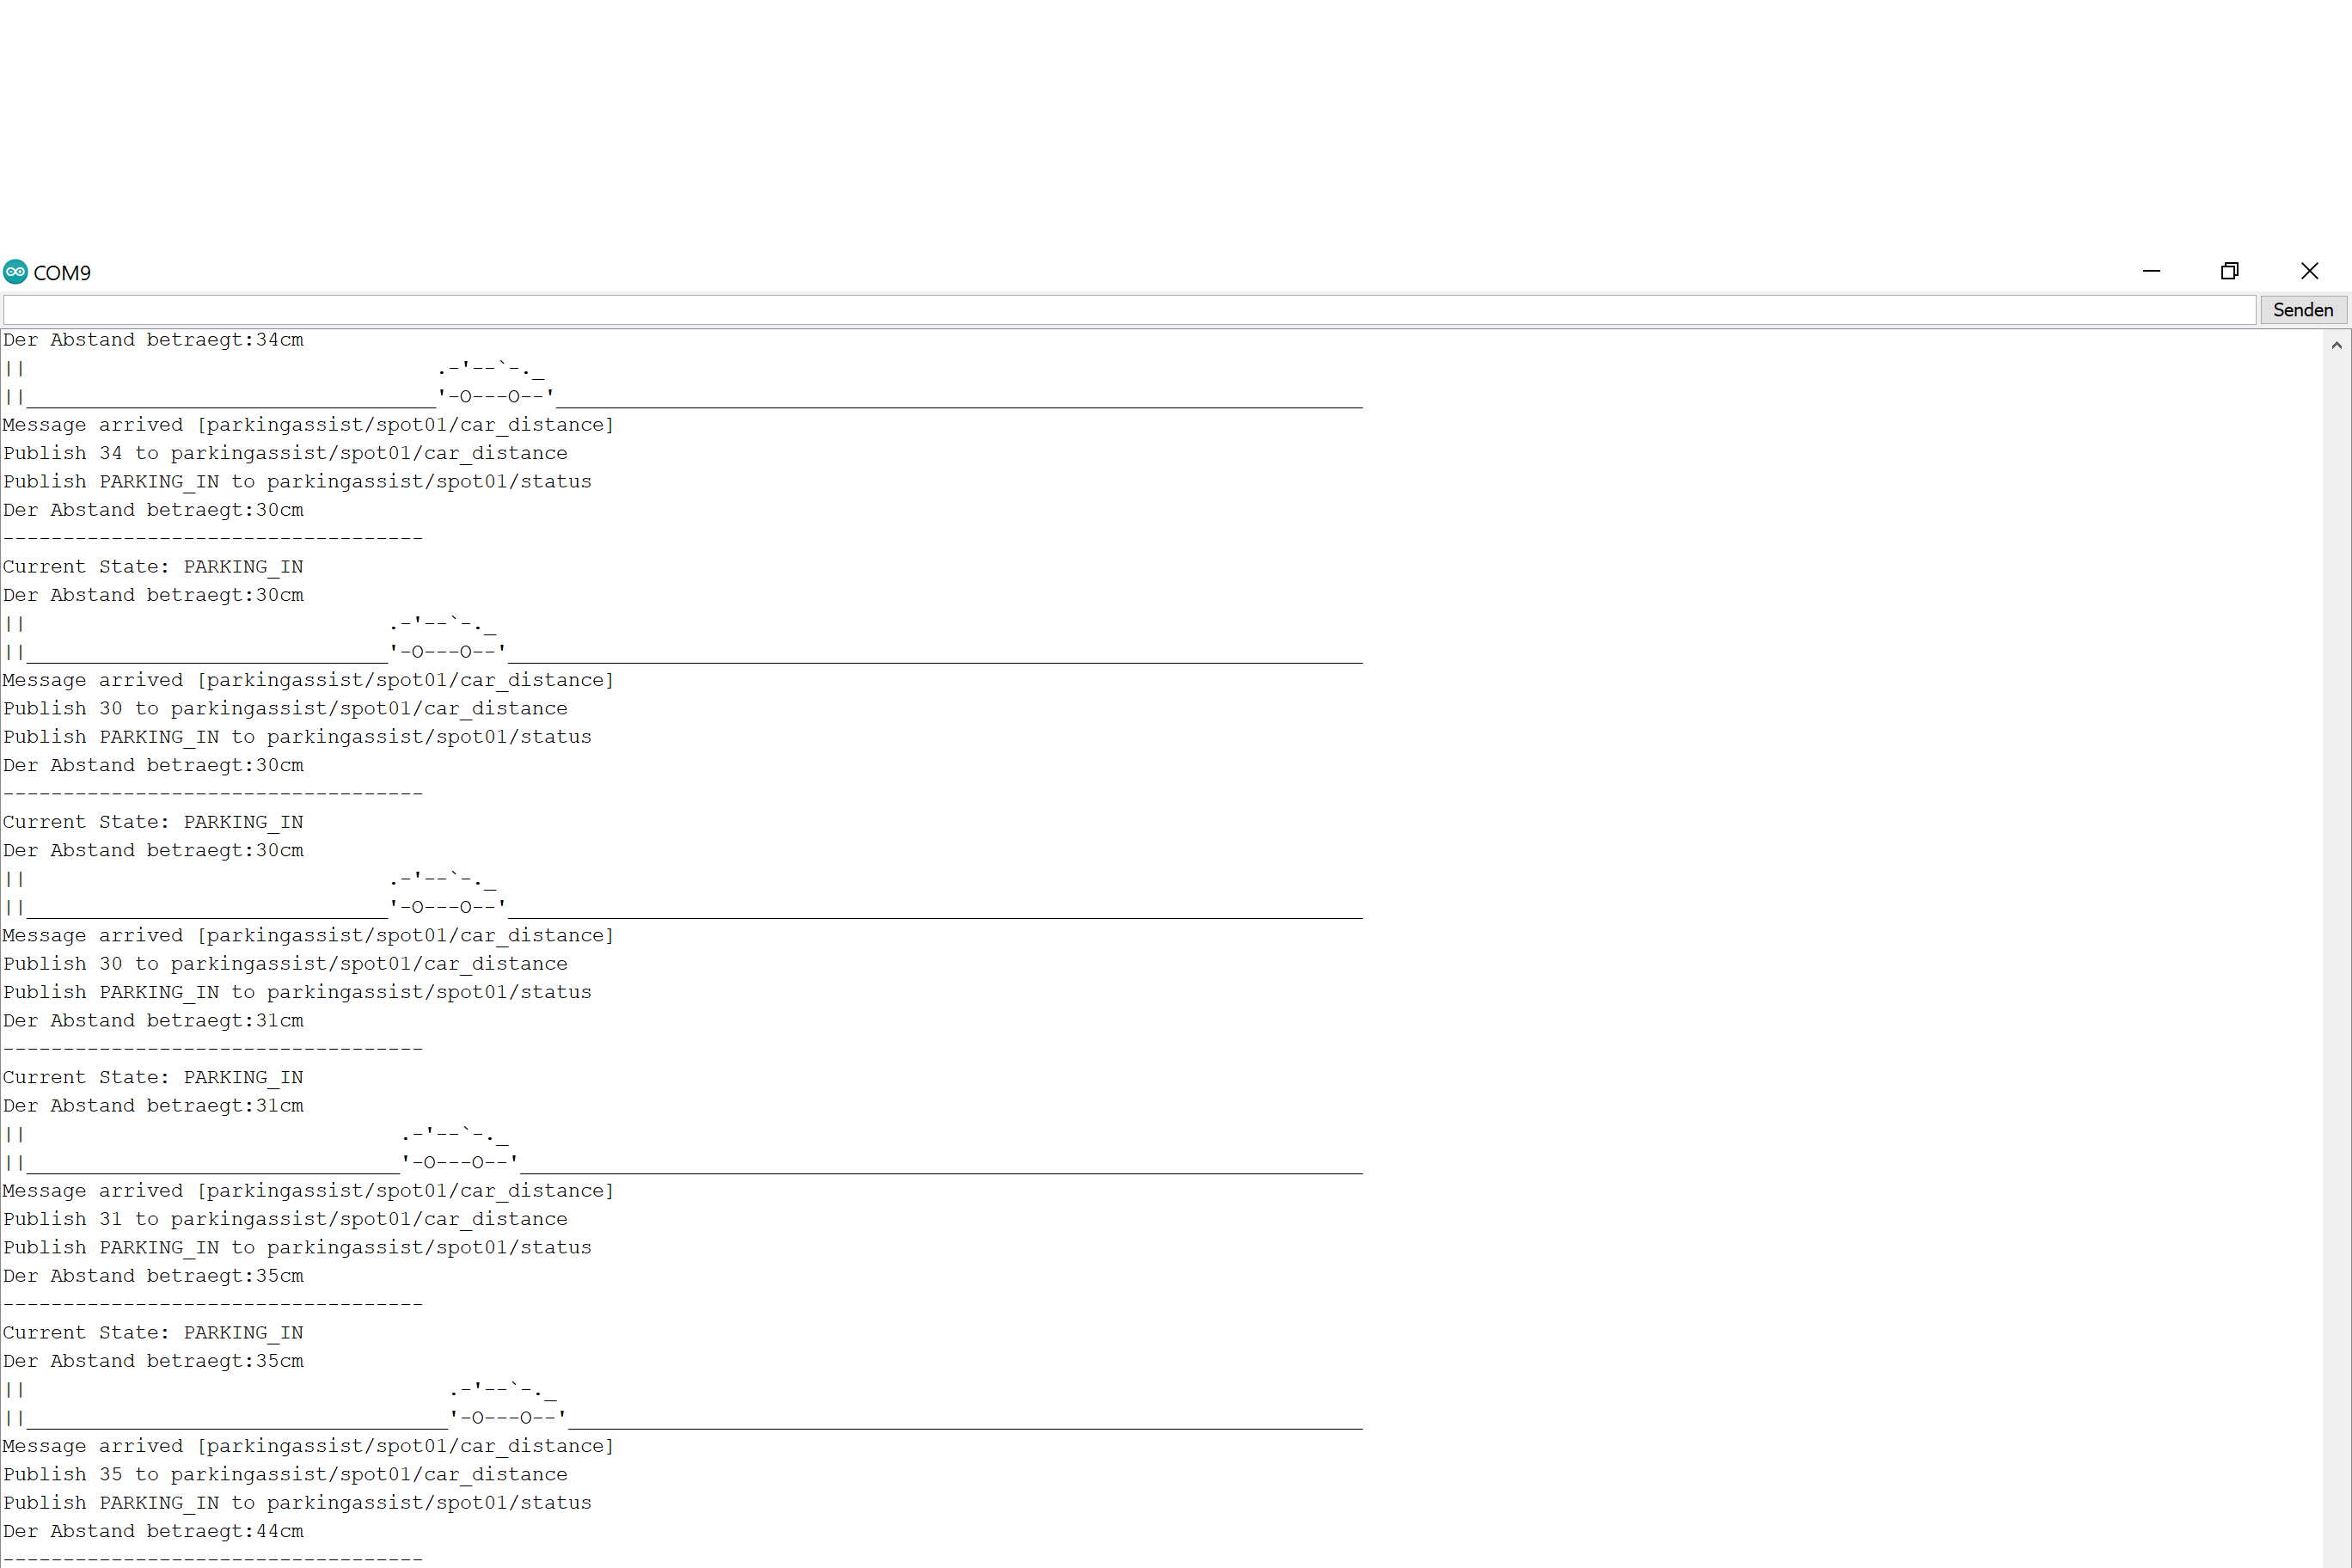 COM9
Senden
Der Abstand betraegt:34cm
||                                  .-'--`-._
||__________________________________'-O---O--'___________________________________________________________________
Message arrived [parkingassist/spot01/car_distance]
Publish 34 to parkingassist/spot01/car_distance
Publish PARKING_IN to parkingassist/spot01/status
Der Abstand betraegt:30cm
-----------------------------------
Current State: PARKING_IN
Der Abstand betraegt:30cm
||                              .-'--`-._
||______________________________'-O---O--'_______________________________________________________________________
Message arrived [parkingassist/spot01/car_distance]
Publish 30 to parkingassist/spot01/car_distance
Publish PARKING_IN to parkingassist/spot01/status
Der Abstand betraegt:30cm
-----------------------------------
Current State: PARKING_IN
Der Abstand betraegt:30cm
||                              .-'--`-._
||______________________________'-O---O--'_______________________________________________________________________
Message arrived [parkingassist/spot01/car_distance]
Publish 30 to parkingassist/spot01/car_distance
Publish PARKING_IN to parkingassist/spot01/status
Der Abstand betraegt:31cm
-----------------------------------
Current State: PARKING_IN
Der Abstand betraegt:31cm
||                               .-'--`-._
||_______________________________'-O---O--'______________________________________________________________________
Message arrived [parkingassist/spot01/car_distance]
Publish 31 to parkingassist/spot01/car_distance
Publish PARKING_IN to parkingassist/spot01/status
Der Abstand betraegt:35cm
-----------------------------------
Current State: PARKING_IN
Der Abstand betraegt:35cm
||                                   .-'--`-._
||___________________________________'-O---O--'__________________________________________________________________
Message arrived [parkingassist/spot01/car_distance]
Publish 35 to parkingassist/spot01/car_distance
Publish PARKING_IN to parkingassist/spot01/status
Der Abstand betraegt:44cm
-----------------------------------